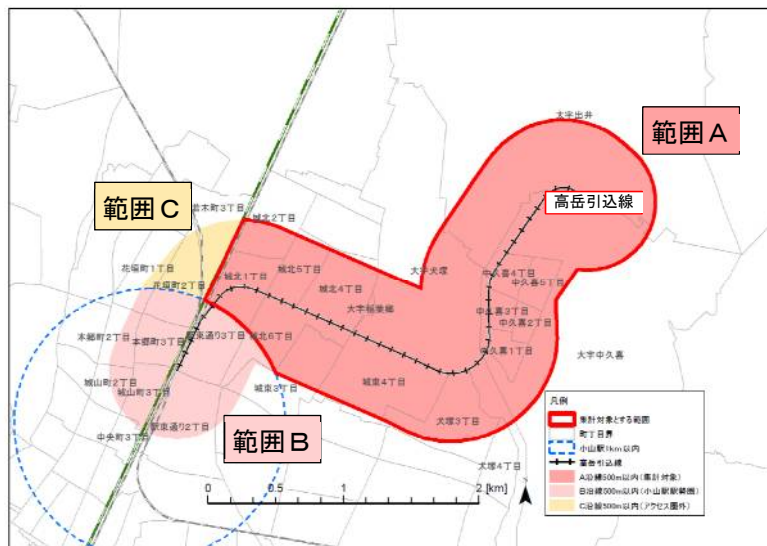 大字出井
範囲A
高岳引込線
範囲C
若木町3丁目
城北2丁目
花垣町1丁目
城北1丁目
城北5丁目
大字犬塚
中久喜4丁目
花垣町2丁目
城北4丁目
中久喜5丁目
大字稲葉郷
中久喜3丁目
中久喜2丁目
本郷町2丁目
本郷町3丁目
駅東通り3丁目
城北6丁目
中久喜1丁目
大字中久喜
城山町2丁目
城山町3丁目
城東3丁目
城東4丁目
駅東通り2丁目
犬塚3丁目
中央町3丁目
範囲B
犬塚4丁目
0 0.5 1 2 [km]
凡例
集計対象とする範囲
町丁目界
小山駅1km以内
高岳引込線
A沿線500m以内(集計対象)
B沿線500m以内(小山駅勢圏)
C沿線500m以内(アクセス圏外)